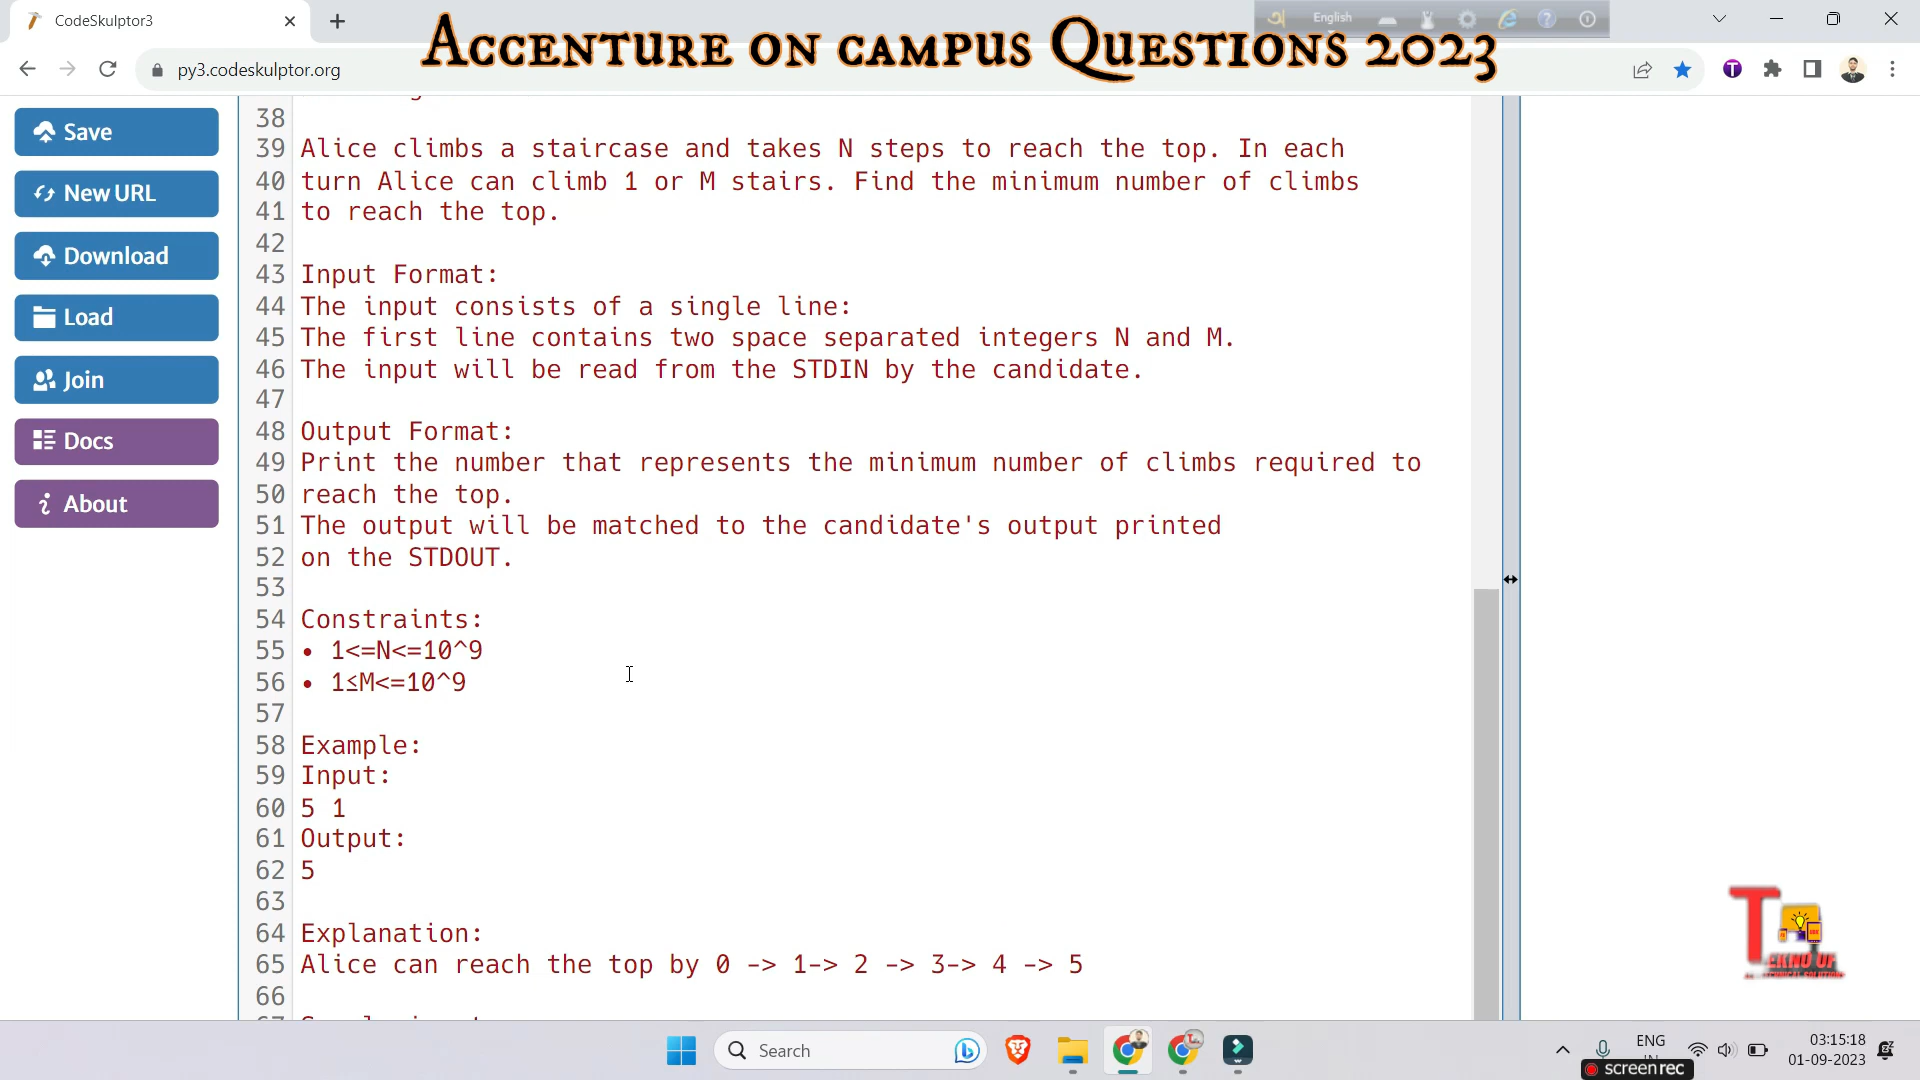 CodeSkulptor3
English
Accenture on campus Questions 2023
py3.codeskulptor.org
Save
New URL
Download
Load
Join
Docs
About
38
39 Alice climbs a staircase and takes N steps to reach the top. In each
40 turn Alice can climb 1 or M stairs. Find the minimum number of climbs
41 to reach the top.
42
43 Input Format:
44 The input consists of a single line:
45 The first line contains two space separated integers N and M.
46 The input will be read from the STDIN by the candidate.
47
48 Output Format:
49 Print the number that represents the minimum number of climbs required to
50 reach the top.
51 The output will be matched to the candidate's output printed
52 on the STDOUT.
53
54 Constraints:
55 • 1<=N<=10^9
56 • 1≤M<=10^9
57
58 Example:
59 Input:
60 5 1
61 Output:
62 5
63
64 Explanation:
65 Alice can reach the top by 0 -> 1-> 2 -> 3-> 4 -> 5
66
Search
ENG
03:15:18
01-09-2023
screenrec